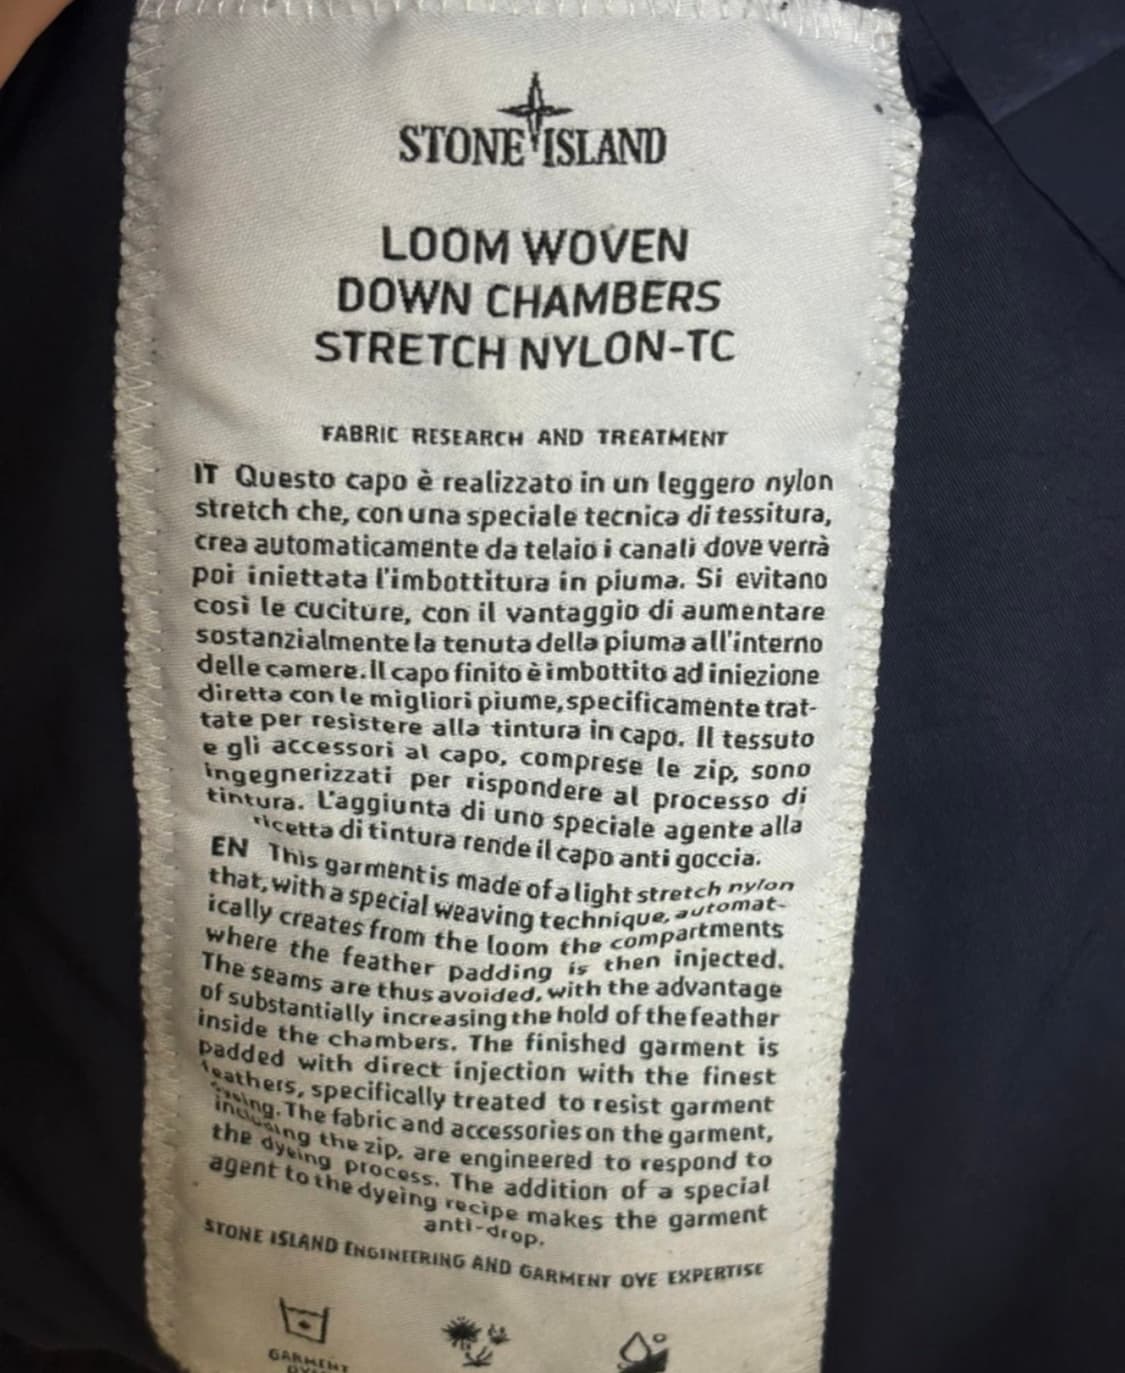 STONE ISLAND
LOOM WOVEN
DOWN CHAMBERS
STRETCH NYLON-TC
FABRIC RESEARCH AND TREATMENT
IT Questo capo è realizzato in un leggero nylon
stretch che, con una speciale tecnica di tessitura,
crea automaticamente da telaio i canali dove verrà
poi iniettata l'imbottitura in piuma. Si evitano
così le cuciture, con il vantaggio di aumentare
sostanzialmente la tenuta della piuma all'interno
delle camere. Il capo finito è imbottito ad iniezione
diretta con le migliori piume, specificamente trat-
tate per resistere alla tintura in capo. Il tessuto
e gli accessori al capo, comprese le zip, sono
ingegnerizzati per rispondere al processo di
tintura. L'aggiunta di uno speciale agente alla
ricetta di tintura rende il capo anti goccia.
EN This garment is made of a light stretch nylon
that, with a special weaving technique, automat-
ically creates from the loom the compartments
where the feather padding is then injected.
The seams are thus avoided, with the advantage
of substantially increasing the hold of the feather
inside the chambers. The finished garment is
padded with direct injection with the finest
feathers, specifically treated to resist garment
dyeing. The fabric and accessories on the garment,
including the zip, are engineered to respond to
the dyeing process. The addition of a special
agent to the dyeing recipe makes the garment
anti-drop.
STONE ISLAND ENGINEERING AND GARMENT DYE EXPERTISE
GARMENT